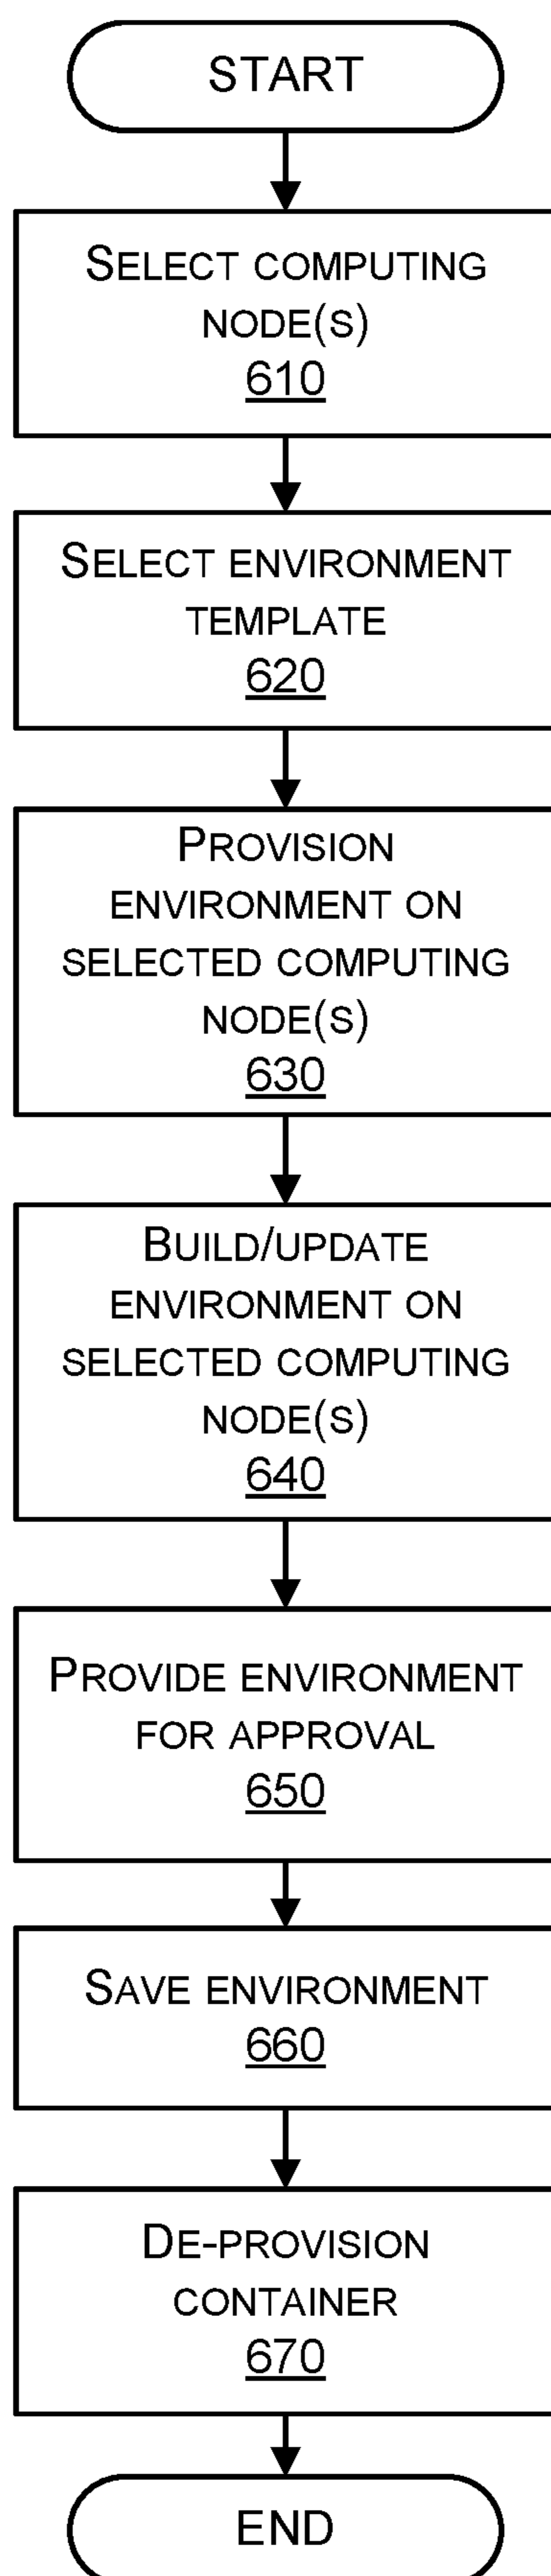 START
SELECT COMPUTING
NODE(S)
610
SELECT ENVIRONMENT
TEMPLATE
620
PROVISION
ENVIRONMENT ON
SELECTED COMPUTING
NODE(S)
630
BUILD/UPDATE
ENVIRONMENT ON
SELECTED COMPUTING
NODE(S)
640
PROVIDE ENVIRONMENT
FOR APPROVAL
650
SAVE ENVIRONMENT
660
DE-PROVISION
CONTAINER
670
END